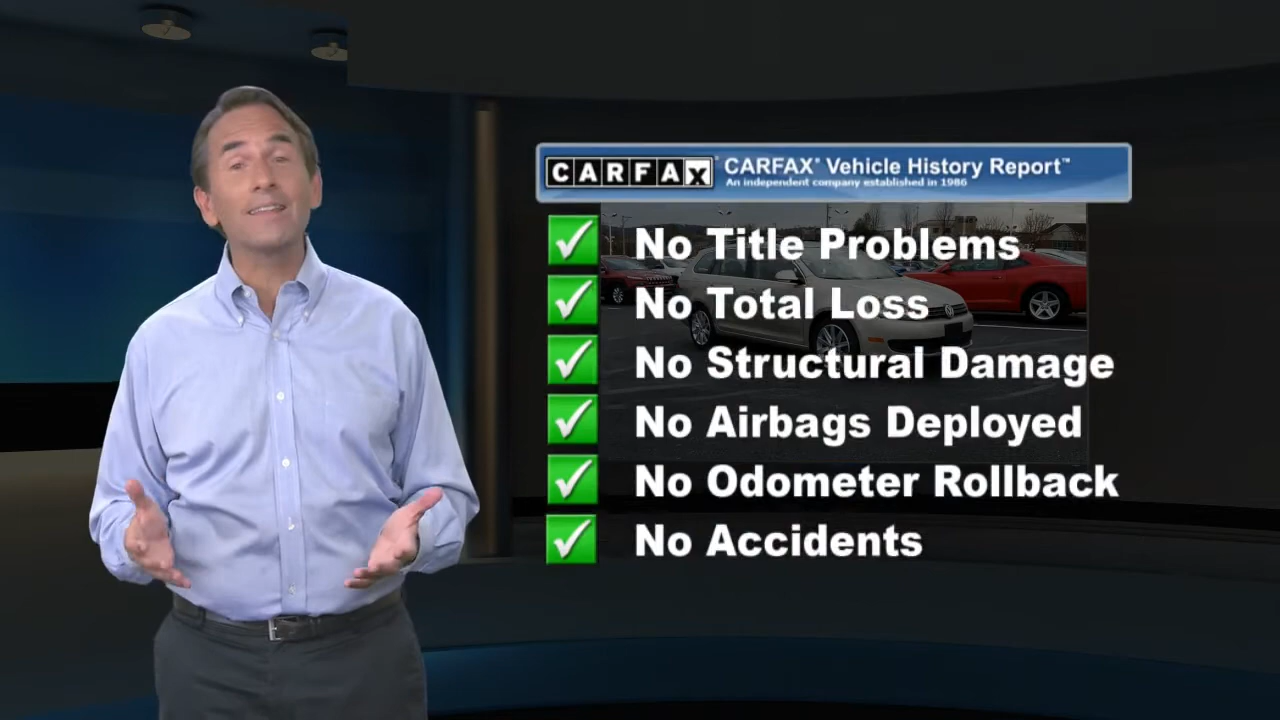 CARFAX® CARFAX® Vehicle History Report™
An independent company established in 1986
No Title Problems
No Total Loss
No Structural Damage
No Airbags Deployed
No Odometer Rollback
No Accidents